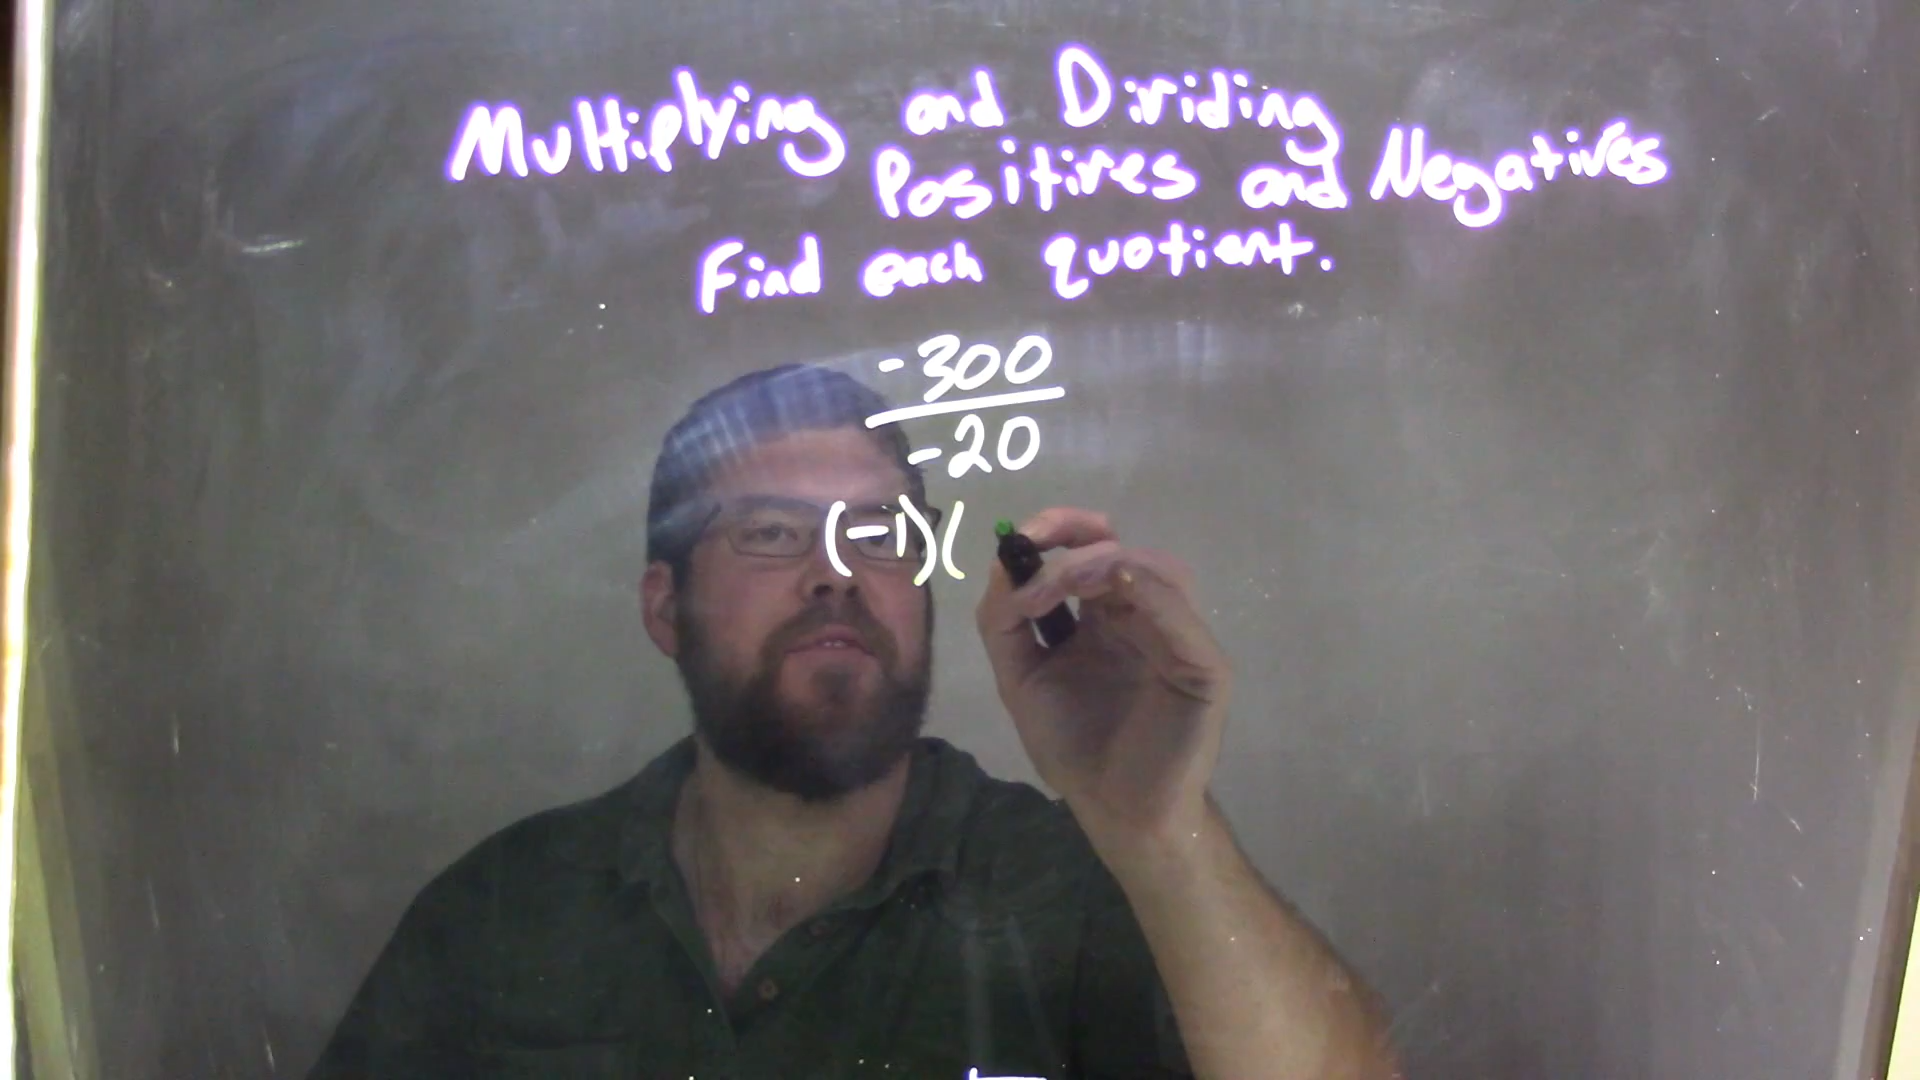 Multiplying and Dividing
Positives and Negatives
Find each quotient.
-300
-20
(-1)(